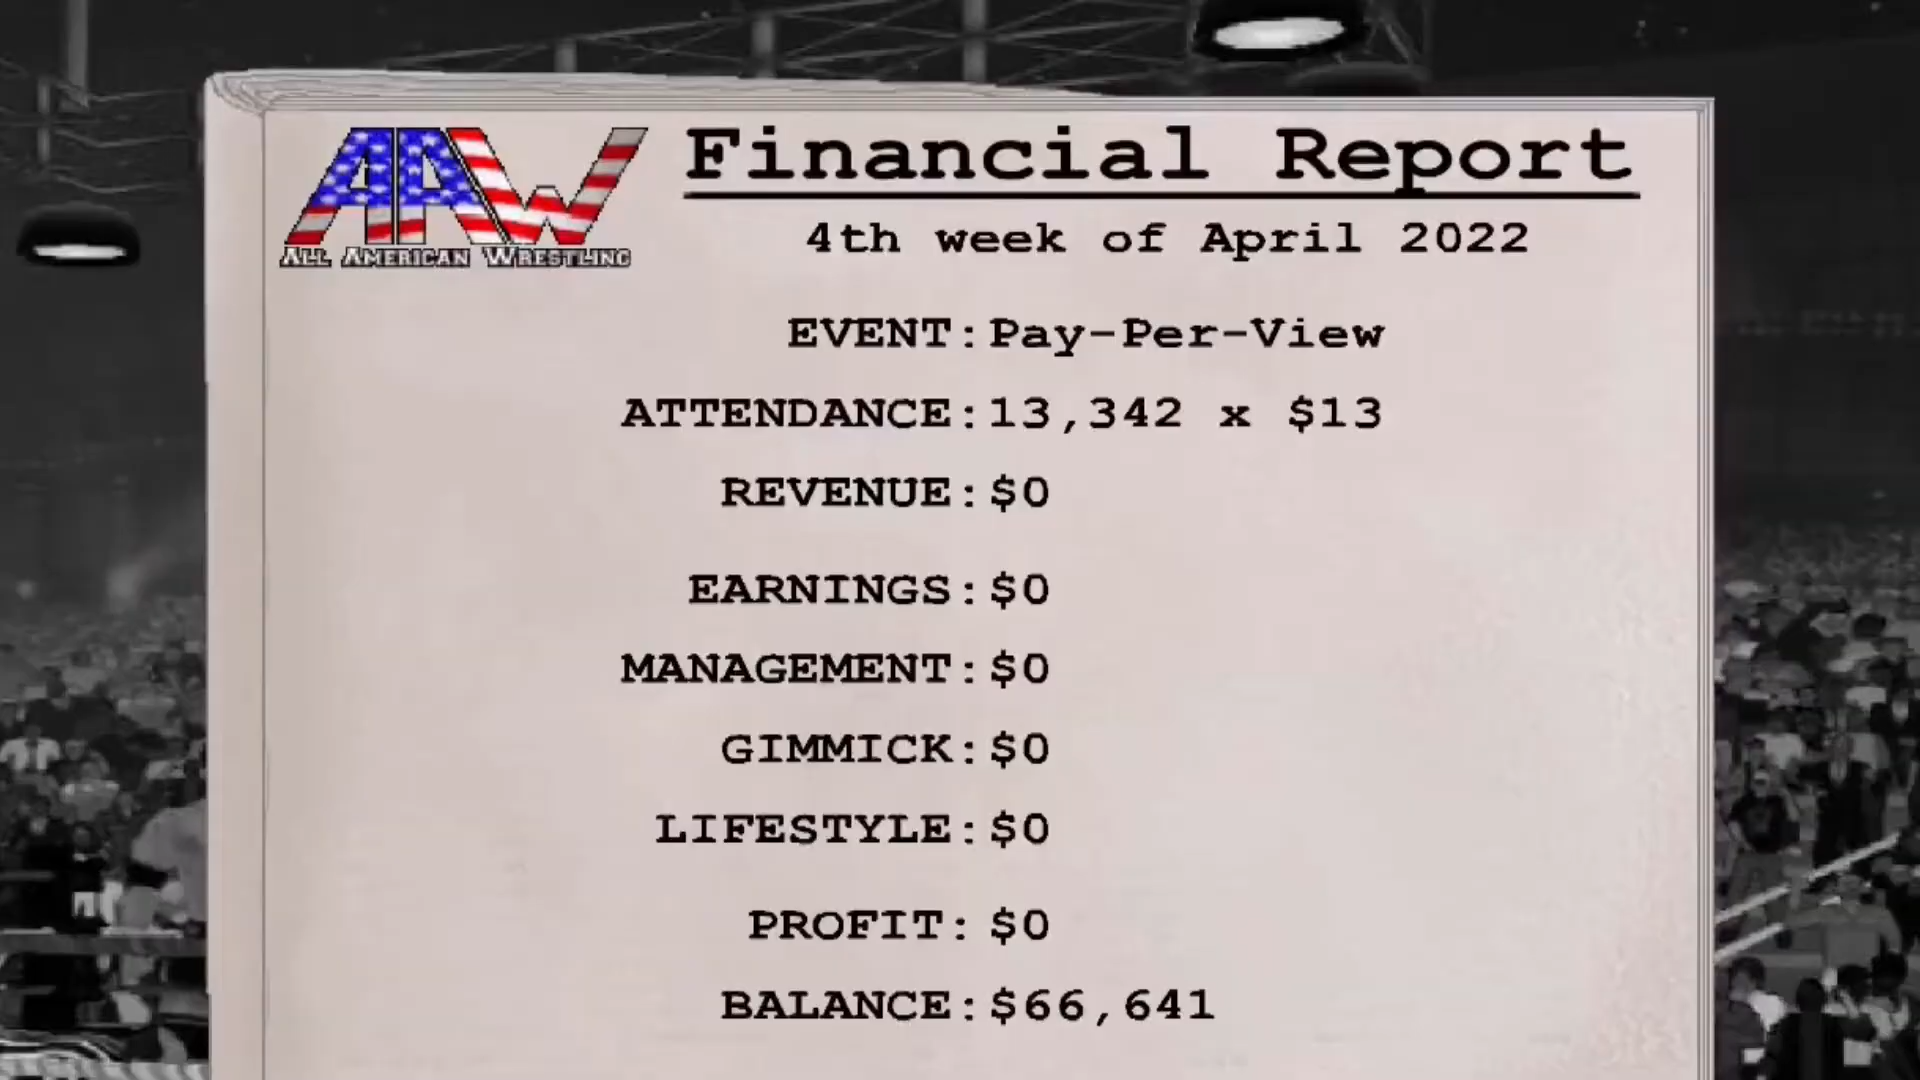 AAW
ALL AMERICAN WRESTLING
Financial Report
4th week of April 2022
EVENT: Pay-Per-View
ATTENDANCE: 13,342 x $13
REVENUE: $0
EARNINGS: $0
MANAGEMENT: $0
GIMMICK: $0
LIFESTYLE: $0
PROFIT: $0
BALANCE: $66,641